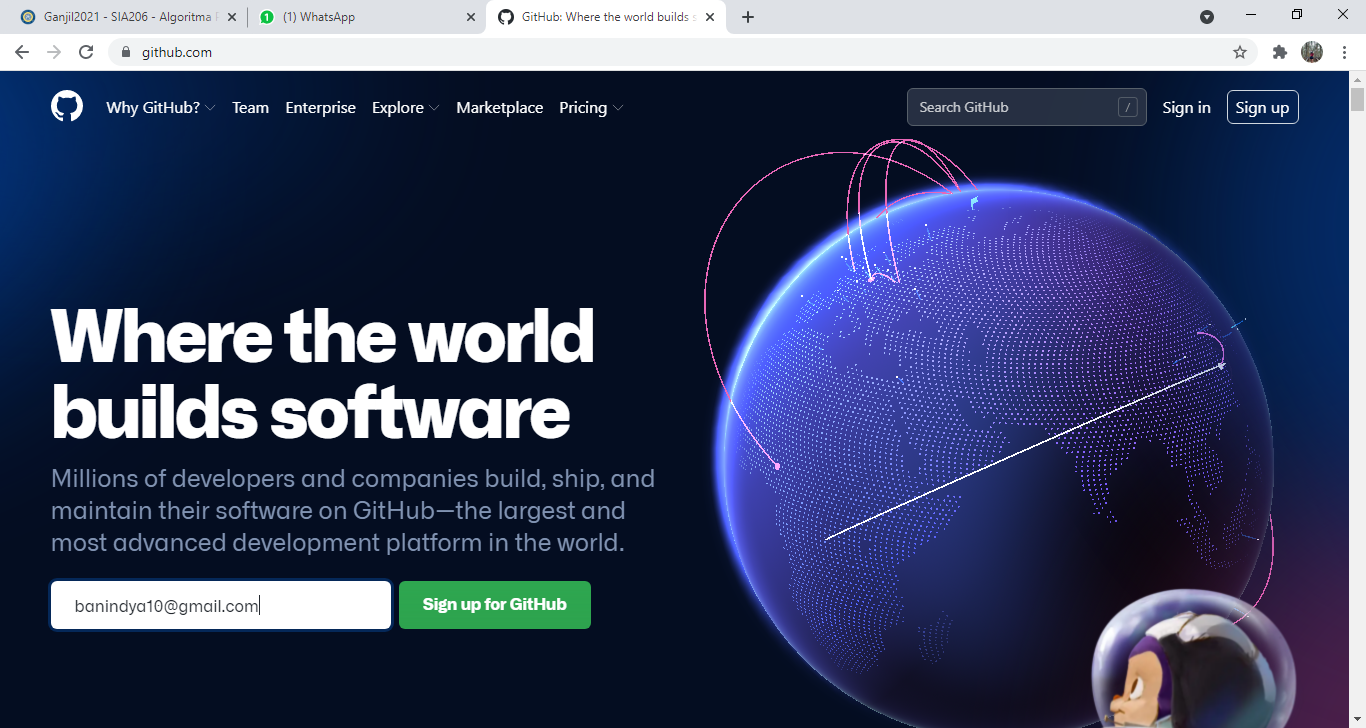 Ganjil2021 - SIA206 - Algoritma
(1) WhatsApp
GitHub: Where the world builds s
github.com
Why GitHub? Team Enterprise Explore Marketplace Pricing
Search GitHub /
Sign in
Sign up
Where the world
builds software
Millions of developers and companies build, ship, and
maintain their software on GitHub—the largest and
most advanced development platform in the world.
banindya10@gmail.com
Sign up for GitHub